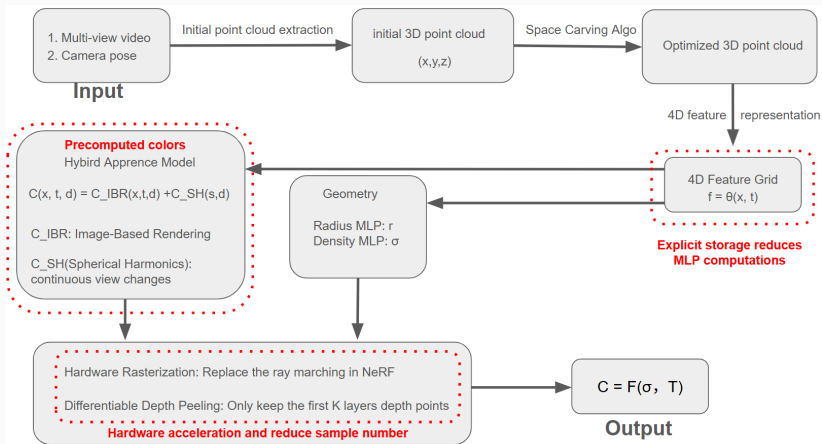 1. Multi-view video
2. Camera pose
Input
Initial point cloud extraction
initial 3D point cloud
(x,y,z)
Space Carving Algo
Optimized 3D point cloud
4D feature representation
Precomputed colors
Hybird Apprence Model
C(x, t, d) = C_IBR(x,t,d) +C_SH(s,d)
C_IBR: Image-Based Rendering
C_SH(Spherical Harmonics):
continuous view changes
Geometry
Radius MLP: r
Density MLP: σ
4D Feature Grid
f = θ(x, t)
Explicit storage reduces
MLP computations
Hardware Rasterization: Replace the ray marching in NeRF
Differentiable Depth Peeling: Only keep the first K layers depth points
Hardware acceleration and reduce sample number
C = F(σ, T)
Output